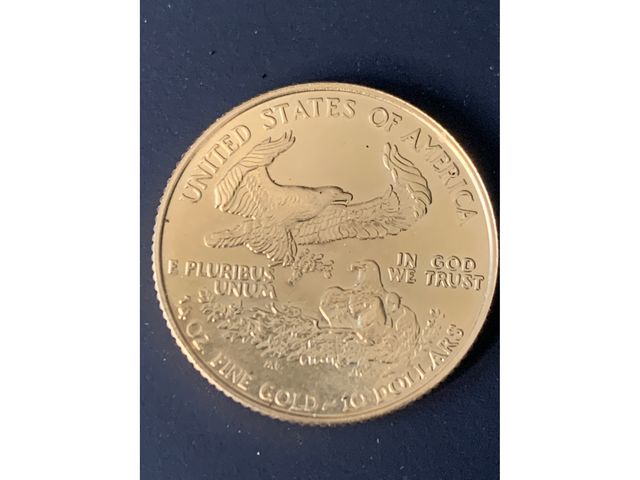 UNITED STATES OF AMERICA
E PLURIBUS
UNUM
IN GOD
WE TRUST
1/4 OZ. FINE GOLD~10 DOLLARS